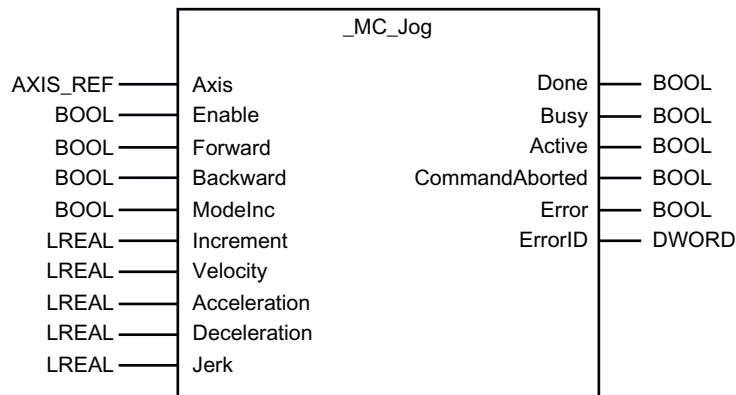 _MC_Jog
AXIS_REF Axis Done BOOL
BOOL Enable Busy BOOL
BOOL Forward Active BOOL
BOOL Backward CommandAborted BOOL
BOOL ModeInc Error BOOL
LREAL Increment ErrorID DWORD
LREAL Velocity
LREAL Acceleration
LREAL Deceleration
LREAL Jerk